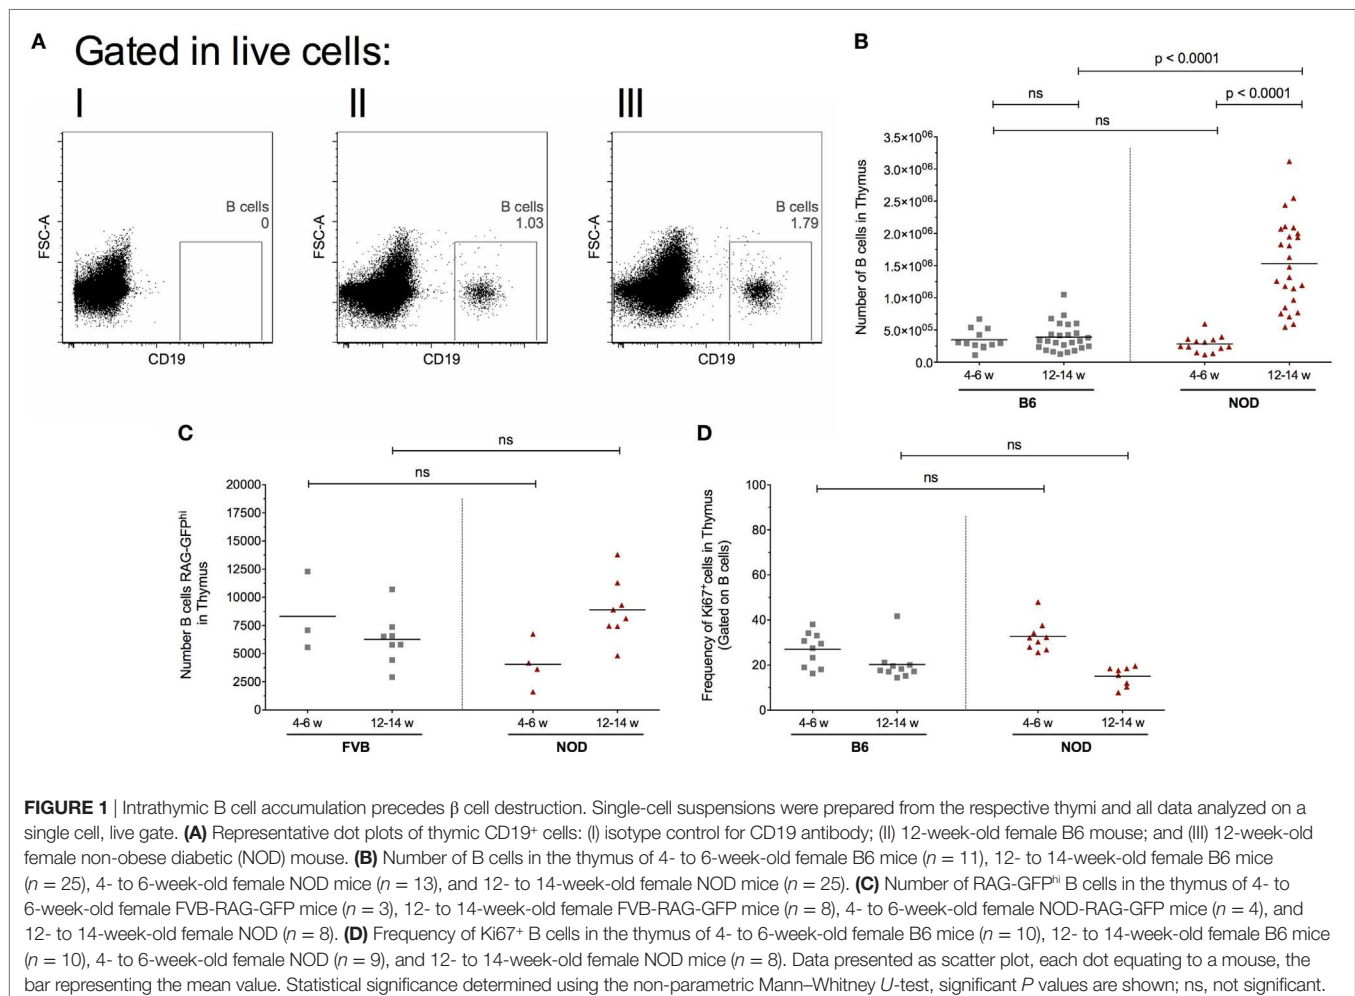 A
Gated in live cells:
I
II
III
B cells
0
B cells
1.03
B cells
1.79
FSC-A
FSC-A
FSC-A
CD19
CD19
CD19
B
p < 0.0001
ns
p < 0.0001
ns
Number of B cells in Thymus
3.5×10⁰⁶
3.0×10⁰⁶
2.0×10⁰⁶
1.5×10⁰⁶
1.0×10⁰⁶
5.0×10⁰⁵
0.0
4-6 w
12-14 w
4-6 w
12-14 w
B6
NOD
C
ns
ns
Number B cells RAG-GFPʰⁱ
in Thymus
20000
17500
15000
12500
10000
7500
5000
2500
0
4-6 w
12-14 w
4-6 w
12-14 w
FVB
NOD
D
ns
ns
Frequency of Ki67⁺cells in Thymus
(Gated on B cells)
100
80
60
40
20
0
4-6 w
12-14 w
4-6 w
12-14 w
B6
NOD
FIGURE 1 | Intrathymic B cell accumulation precedes β cell destruction. Single-cell suspensions were prepared from the respective thymi and all data analyzed on a
single cell, live gate. (A) Representative dot plots of thymic CD19⁺ cells: (I) isotype control for CD19 antibody; (II) 12-week-old female B6 mouse; and (III) 12-week-old
female non-obese diabetic (NOD) mouse. (B) Number of B cells in the thymus of 4- to 6-week-old female B6 mice (n = 11), 12- to 14-week-old female B6 mice
(n = 25), 4- to 6-week-old female NOD mice (n = 13), and 12- to 14-week-old female NOD mice (n = 25). (C) Number of RAG-GFPʰⁱ B cells in the thymus of 4- to
6-week-old female FVB-RAG-GFP mice (n = 3), 12- to 14-week-old female FVB-RAG-GFP mice (n = 8), 4- to 6-week-old female NOD-RAG-GFP mice (n = 4), and
12- to 14-week-old female NOD (n = 8). (D) Frequency of Ki67⁺ B cells in the thymus of 4- to 6-week-old female B6 mice (n = 10), 12- to 14-week-old female B6 mice
(n = 10), 4- to 6-week-old female NOD (n = 9), and 12- to 14-week-old female NOD mice (n = 8). Data presented as scatter plot, each dot equating to a mouse, the
bar representing the mean value. Statistical significance determined using the non-parametric Mann–Whitney U-test, significant P values are shown; ns, not significant.